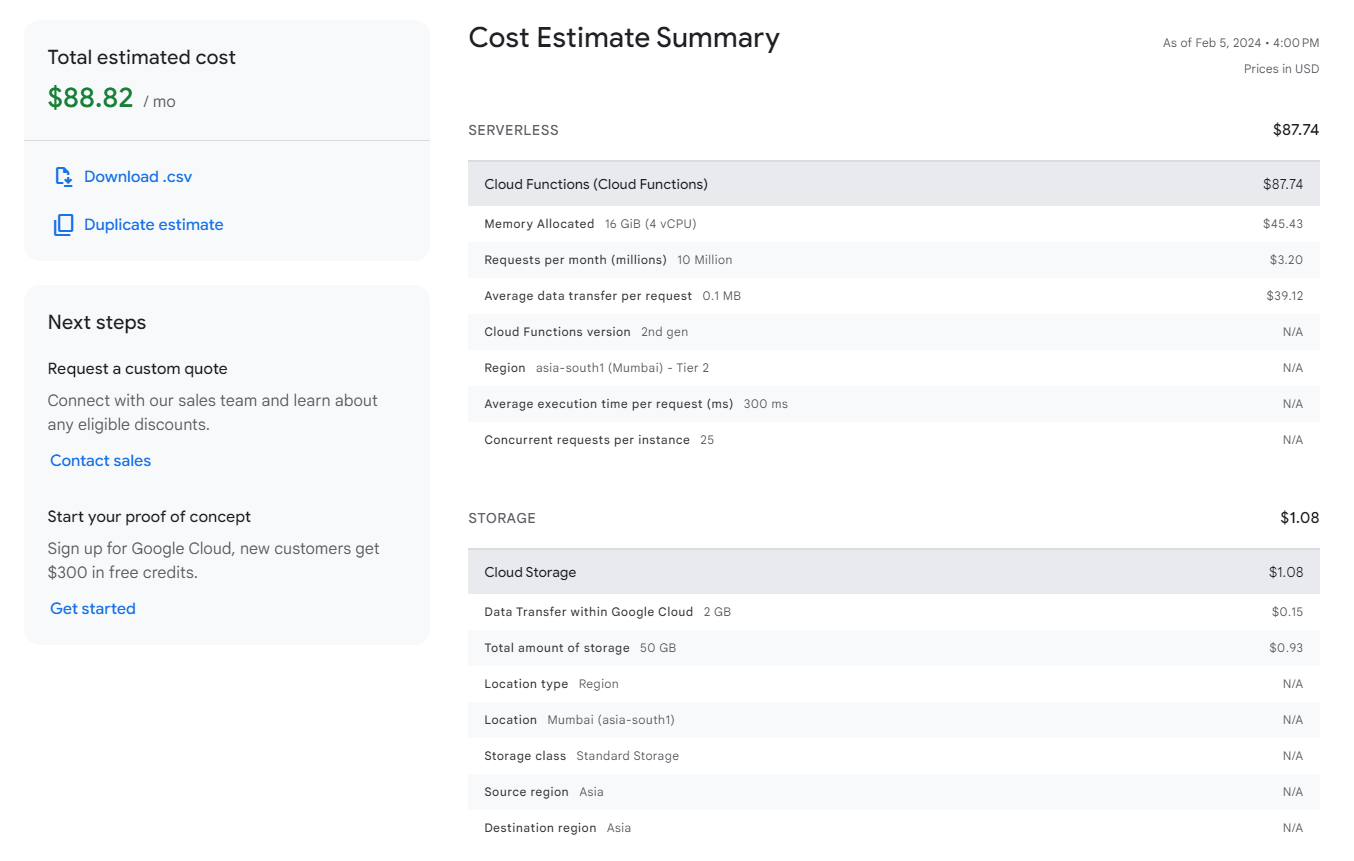 Total estimated cost
$88.82 / mo
Download .csv
Duplicate estimate
Next steps
Request a custom quote
Connect with our sales team and learn about
any eligible discounts.
Contact sales
Start your proof of concept
Sign up for Google Cloud, new customers get
$300 in free credits.
Get started
Cost Estimate Summary
As of Feb 5, 2024 • 4:00 PM
Prices in USD
SERVERLESS $87.74
Cloud Functions (Cloud Functions) $87.74
Memory Allocated 16 GiB (4 vCPU) $45.43
Requests per month (millions) 10 Million $3.20
Average data transfer per request 0.1 MB $39.12
Cloud Functions version 2nd gen N/A
Region asia-south1 (Mumbai) - Tier 2 N/A
Average execution time per request (ms) 300 ms N/A
Concurrent requests per instance 25 N/A
STORAGE $1.08
Cloud Storage $1.08
Data Transfer within Google Cloud 2 GB $0.15
Total amount of storage 50 GB $0.93
Location type Region N/A
Location Mumbai (asia-south1) N/A
Storage class Standard Storage N/A
Source region Asia N/A
Destination region Asia N/A